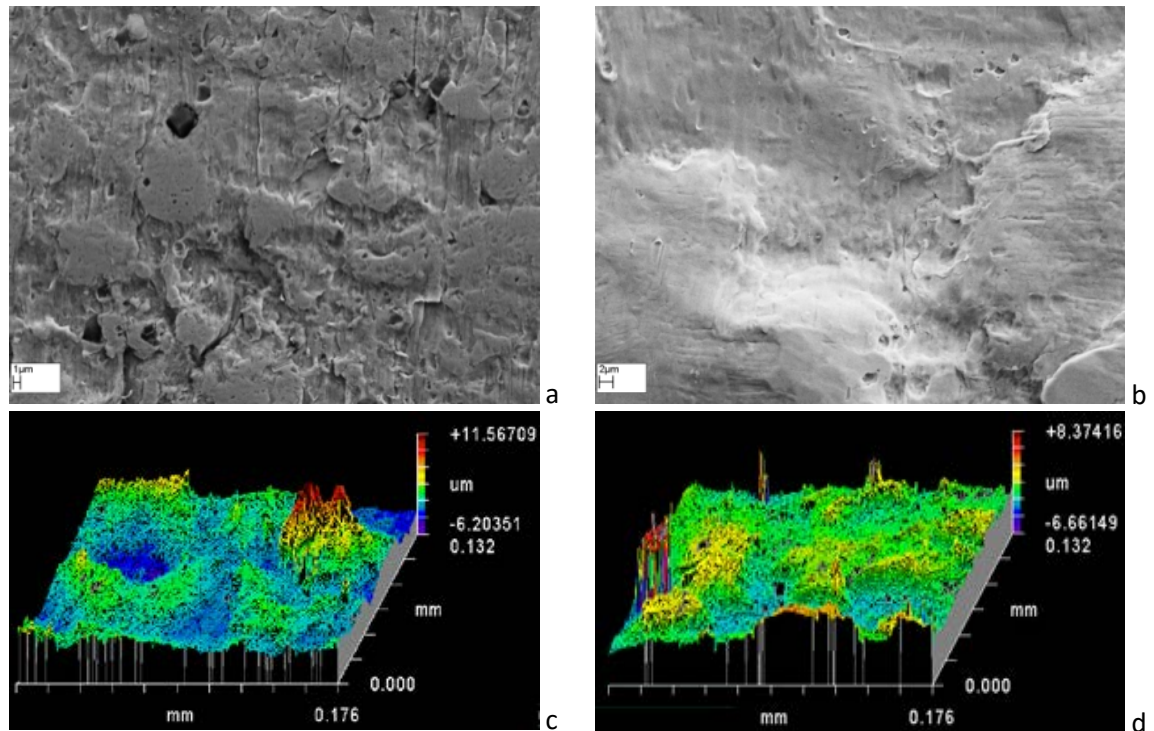 1µm
a
2µm
b
+11.56709
um
-6.20351
0.132
mm
0.000
mm
0.176
c
+8.37416
um
-6.66149
0.132
mm
0.000
mm
0.176
d